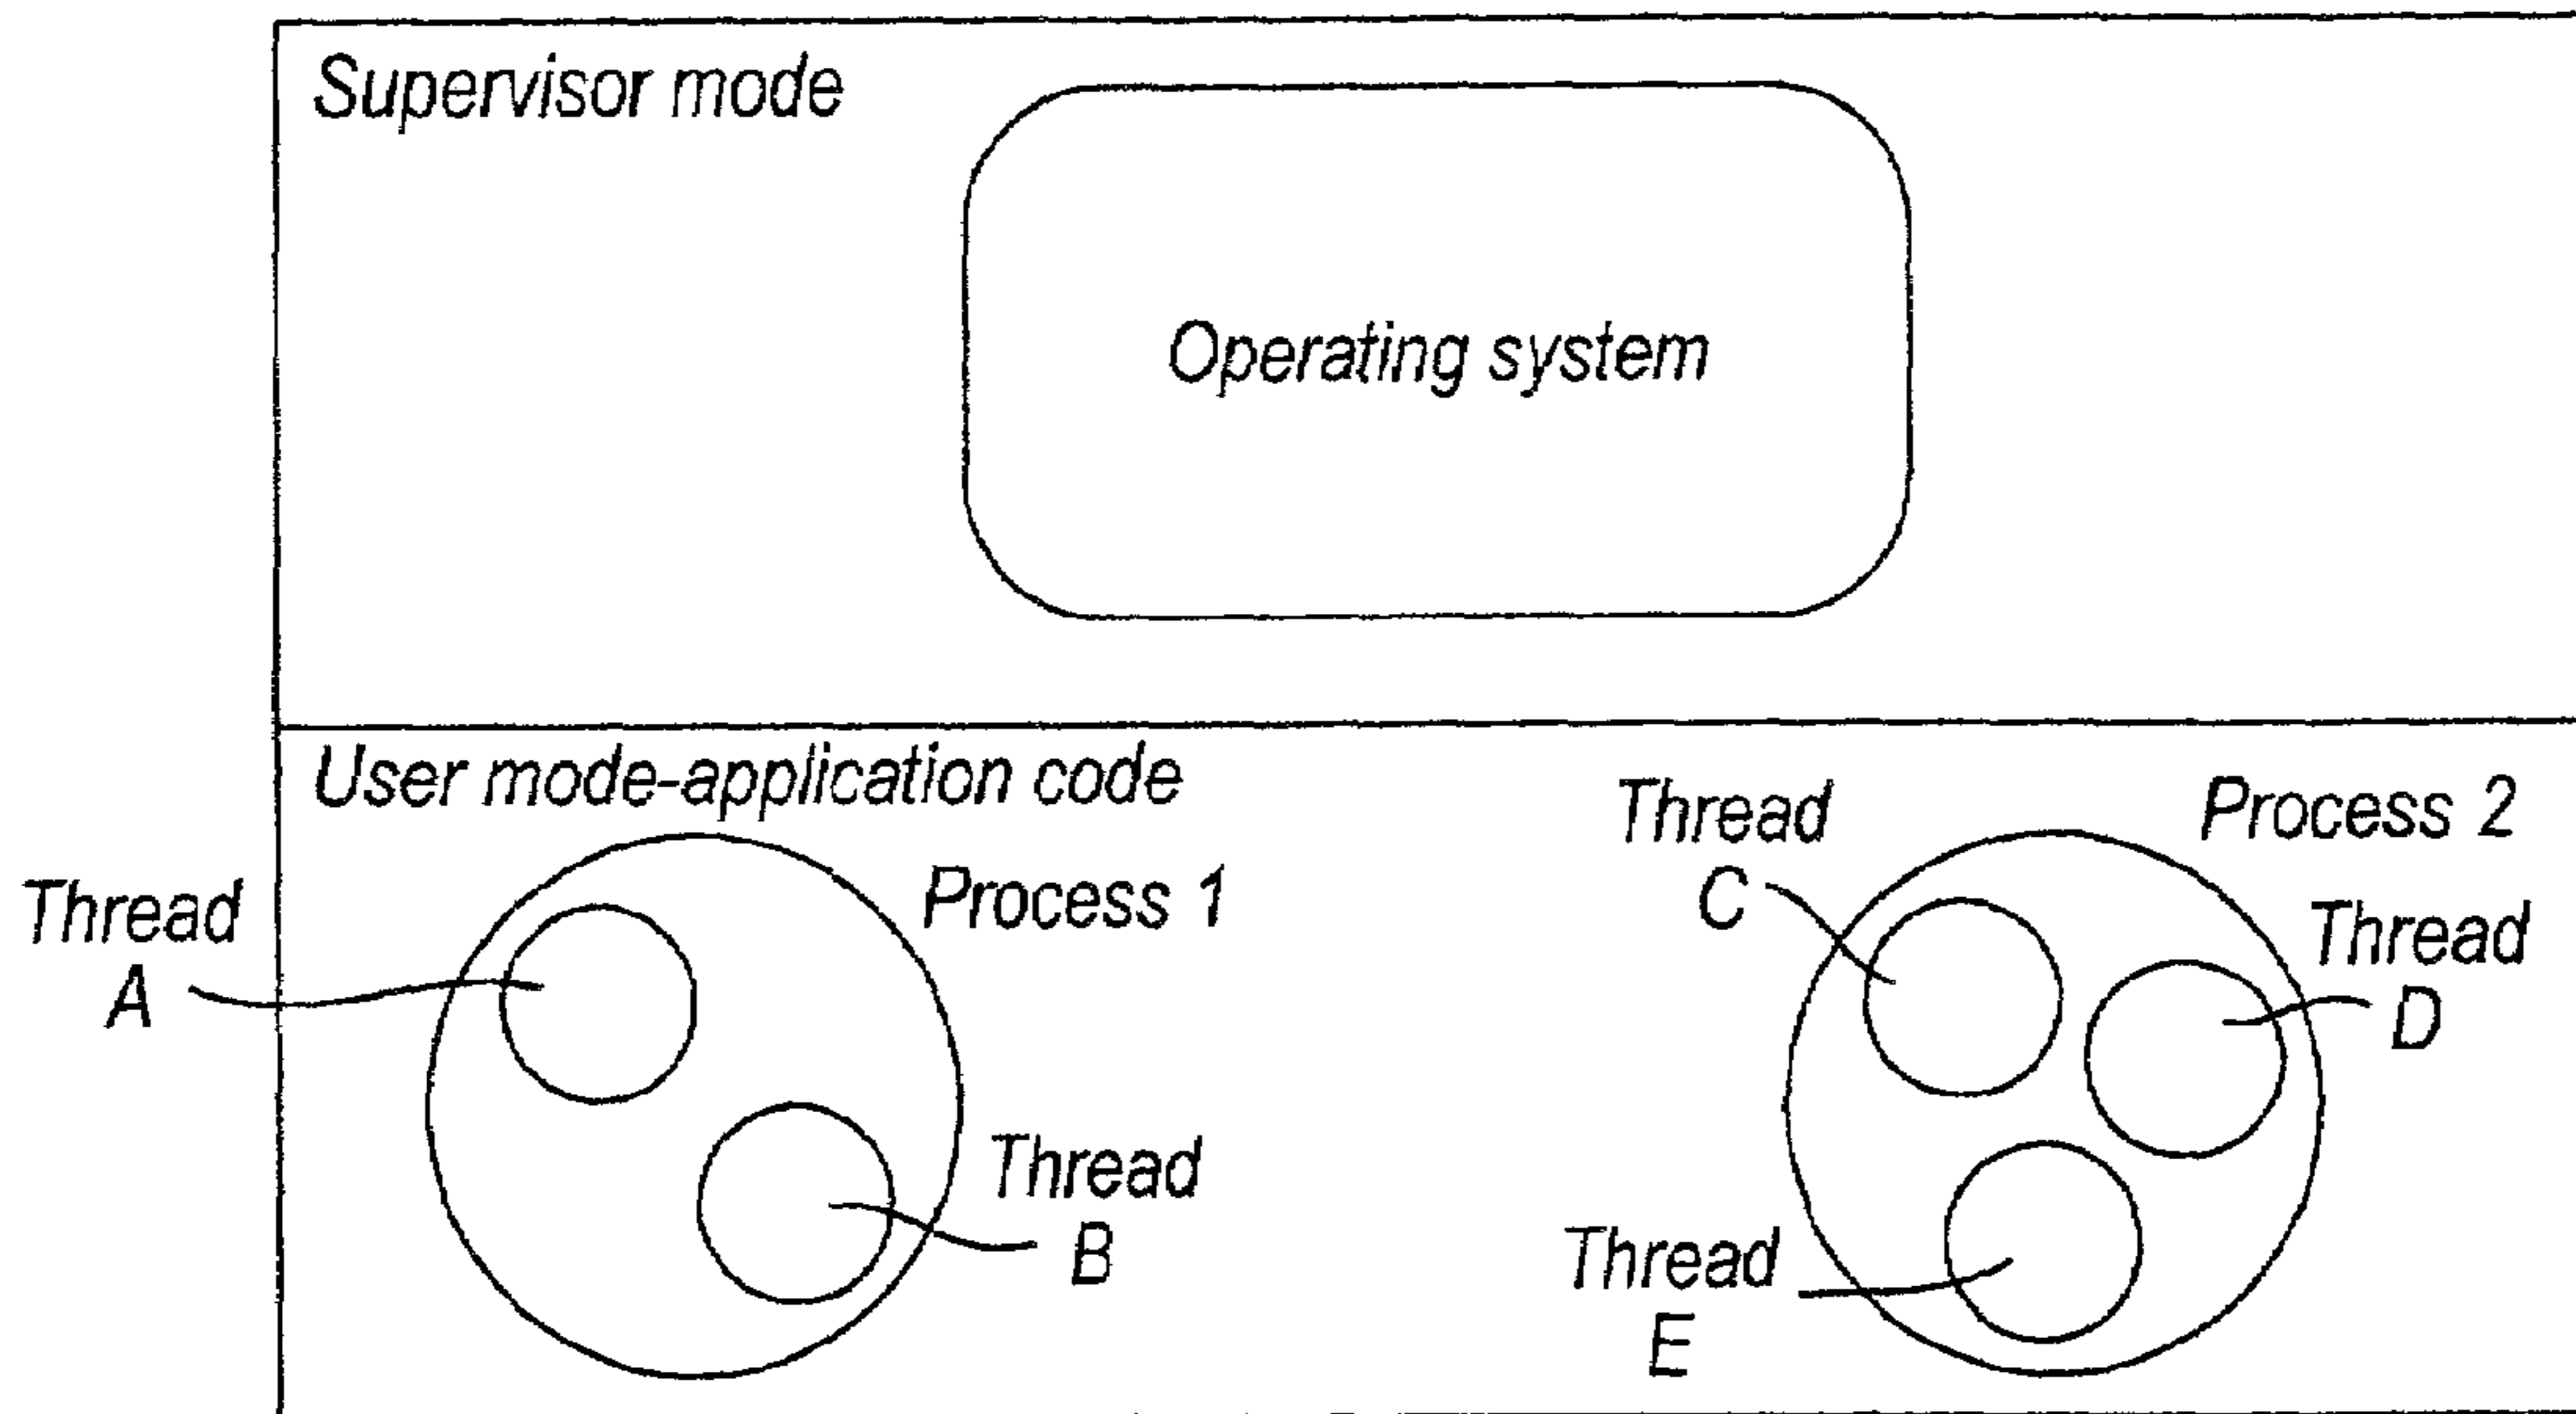 Supervisor mode
Operating system
User mode-application code
Thread
A
Process 1
Thread
B
Thread
C
Process 2
Thread
D
Thread
E